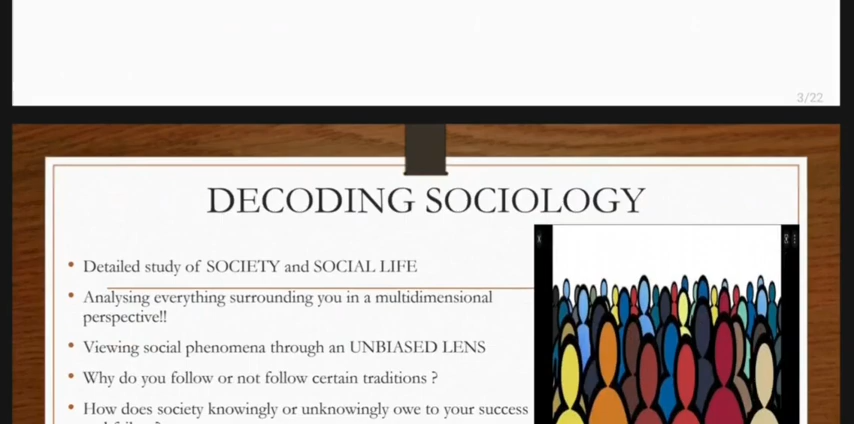 3/22
DECODING SOCIOLOGY
• Detailed study of SOCIETY and SOCIAL LIFE
• Analysing everything surrounding you in a multidimensional
perspective!!
• Viewing social phenomena through an UNBIASED LENS
• Why do you follow or not follow certain traditions ?
• How does society knowingly or unknowingly owe to your success